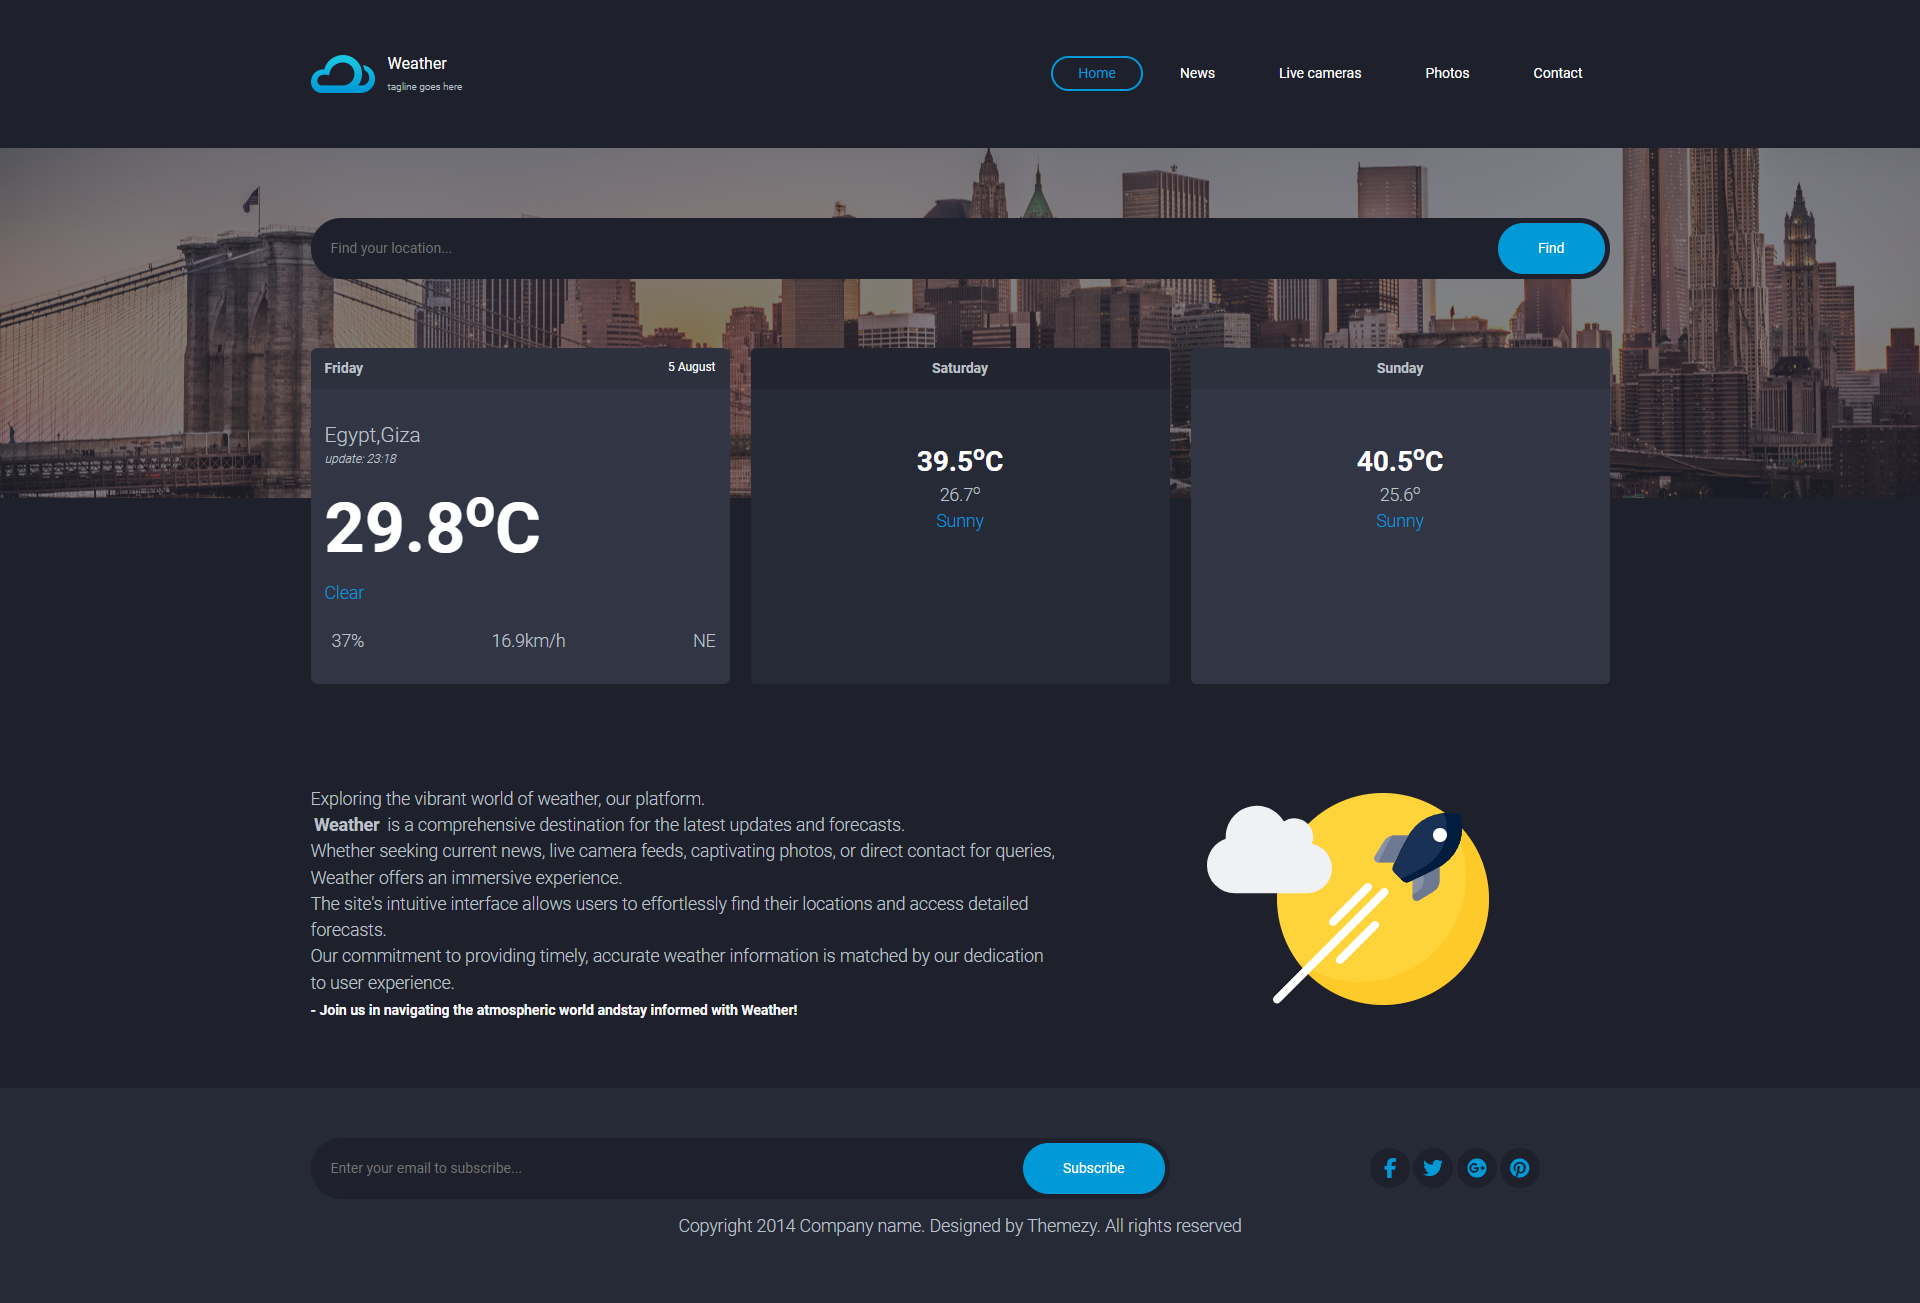 Weather
tagline goes here
Home
News
Live cameras
Photos
Contact
Find your location...
Find
Friday
5 August
Egypt,Giza
update: 23:18
29.8°C
Clear
37%
16.9km/h
NE
Saturday
39.5°C
26.7°
Sunny
Sunday
40.5°C
25.6°
Sunny
Exploring the vibrant world of weather, our platform.
Weather is a comprehensive destination for the latest updates and forecasts.
Whether seeking current news, live camera feeds, captivating photos, or direct contact for queries,
Weather offers an immersive experience.
The site's intuitive interface allows users to effortlessly find their locations and access detailed
forecasts.
Our commitment to providing timely, accurate weather information is matched by our dedication
to user experience.
- Join us in navigating the atmospheric world andstay informed with Weather!
Enter your email to subscribe...
Subscribe
Copyright 2014 Company name. Designed by Themezy. All rights reserved